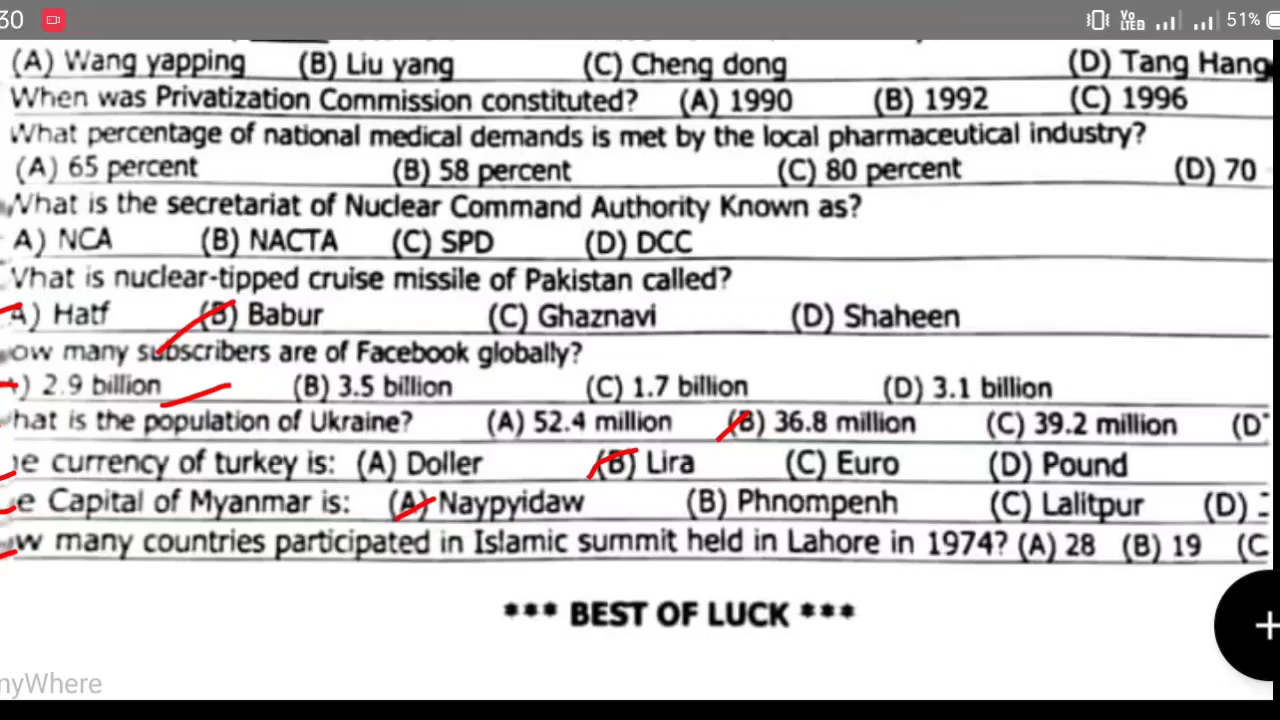 30 Vo LTE2 51%
(A) Wang yapping (B) Liu yang (C) Cheng dong (D) Tang Hang
When was Privatization Commission constituted? (A) 1990 (B) 1992 (C) 1996
What percentage of national medical demands is met by the local pharmaceutical industry?
(A) 65 percent (B) 58 percent (C) 80 percent (D) 70
What is the secretariat of Nuclear Command Authority Known as?
A) NCA (B) NACTA (C) SPD (D) DCC
What is nuclear-tipped cruise missile of Pakistan called?
A) Hatf (B) Babur (C) Ghaznavi (D) Shaheen
ow many subscribers are of Facebook globally?
) 2.9 billion (B) 3.5 billion (C) 1.7 billion (D) 3.1 billion
hat is the population of Ukraine? (A) 52.4 million (B) 36.8 million (C) 39.2 million (D
e currency of turkey is: (A) Doller (B) Lira (C) Euro (D) Pound
e Capital of Myanmar is: (A) Naypyidaw (B) Phnompenh (C) Lalitpur (D)
w many countries participated in Islamic summit held in Lahore in 1974? (A) 28 (B) 19 (C
*** BEST OF LUCK ***
nyWhere